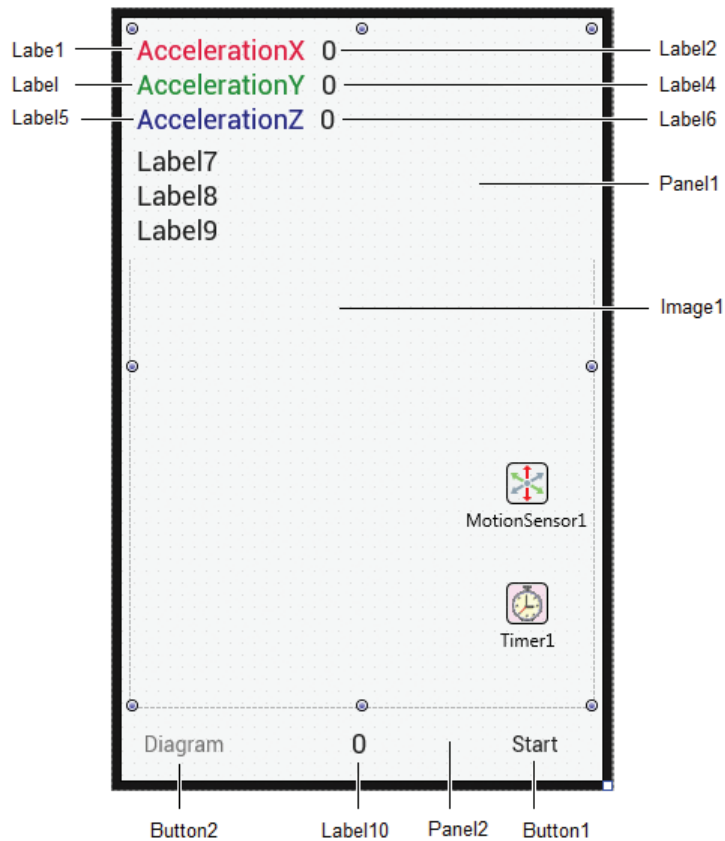 Labe1 AccelerationX 0 Label2
Label AccelerationY 0 Label4
Label5 AccelerationZ 0 Label6
Label7
Label8
Label9
Panel1
Image1
MotionSensor1
Timer1
Diagram 0 Start
Button2 Label10 Panel2 Button1